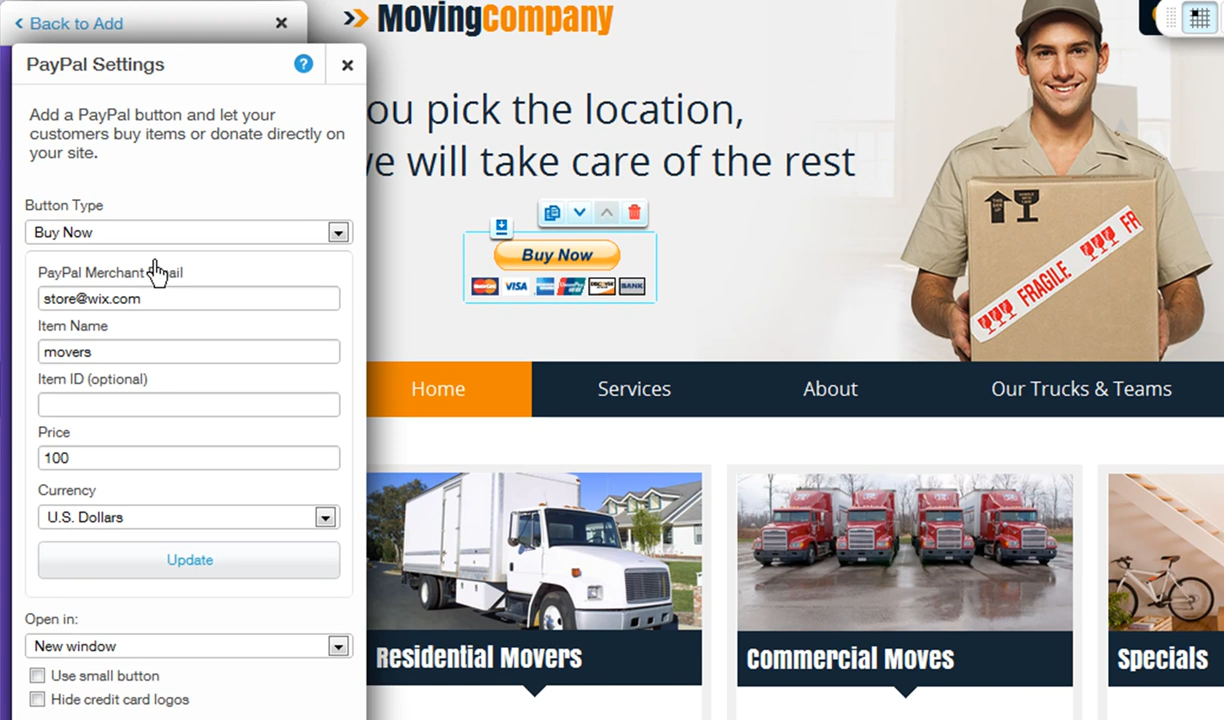 Back to Add
PayPal Settings
?
Add a PayPal button and let your
customers buy items or donate directly on
your site.
Button Type
Buy Now
PayPal Merchant Email
store@wix.com
Item Name
movers
Item ID (optional)
Price
100
Currency
U.S. Dollars
Update
Open in:
New window
Use small button
Hide credit card logos
MovingCompany
ou pick the location,
we will take care of the rest
Buy Now
VISA
DISCOVER
BANK
FRAGILE
FR
Home
Services
About
Our Trucks & Teams
Residential Movers
Commercial Moves
Specials